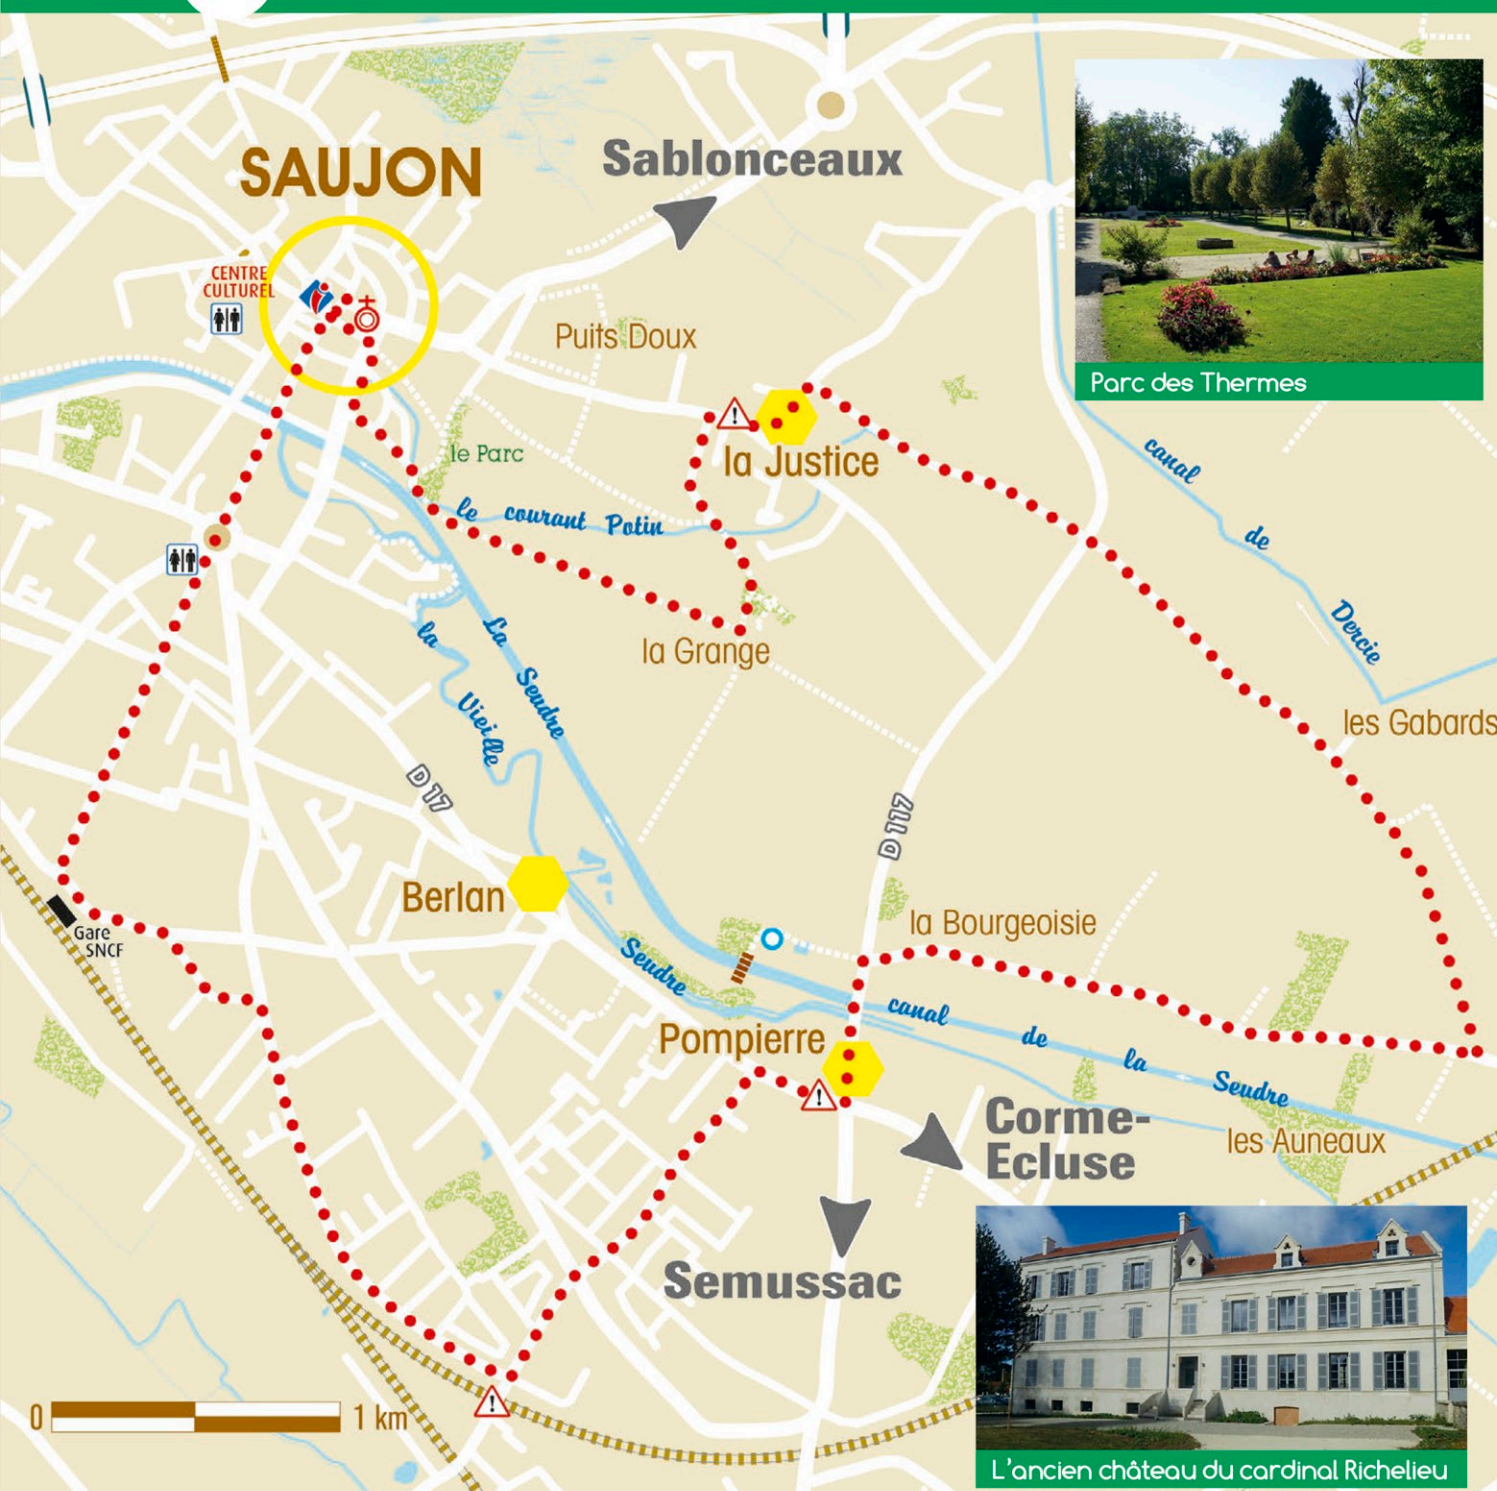 SAUJON
Sablonceaux
CENTRE
CULTUREL
Puits Doux
Parc des Thermes
le Parc
la Justice
canal
de
Dercie
le courant Potin
la Grange
la
Vieille
La
Seudre
les Gabards
D 17
D 117
Berlan
la Bourgeoisie
Gare
SNCF
Seudre
Pompierre
canal
de
la
Seudre
Corme-
Ecluse
les Auneaux
Semussac
0
1 km
L'ancien château du cardinal Richelieu